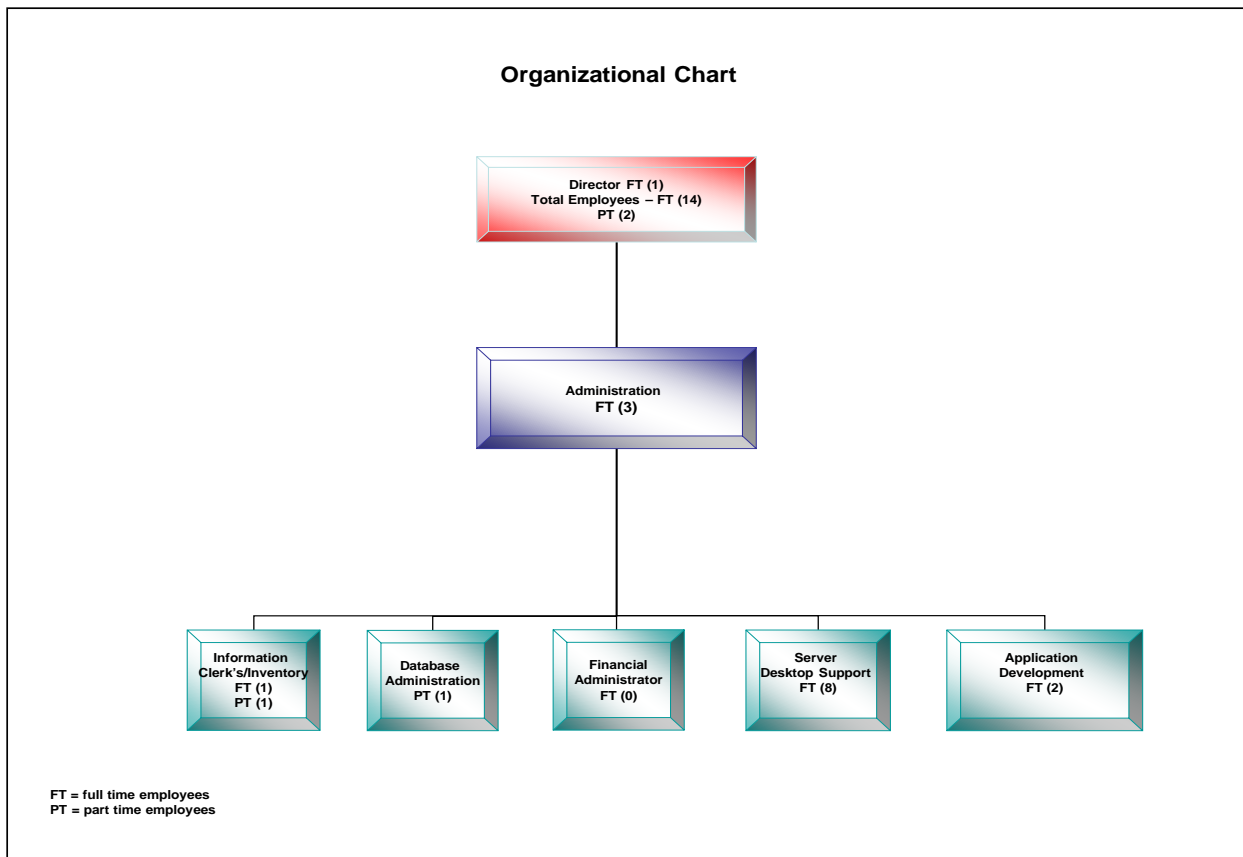 Organizational Chart
Director FT (1)
Total Employees – FT (14)
PT (2)
Administration
FT (3)
Information
Clerk's/Inventory
FT (1)
PT (1)
Database
Administration
PT (1)
Financial
Administrator
FT (0)
Server
Desktop Support
FT (8)
Application
Development
FT (2)
FT = full time employees
PT = part time employees